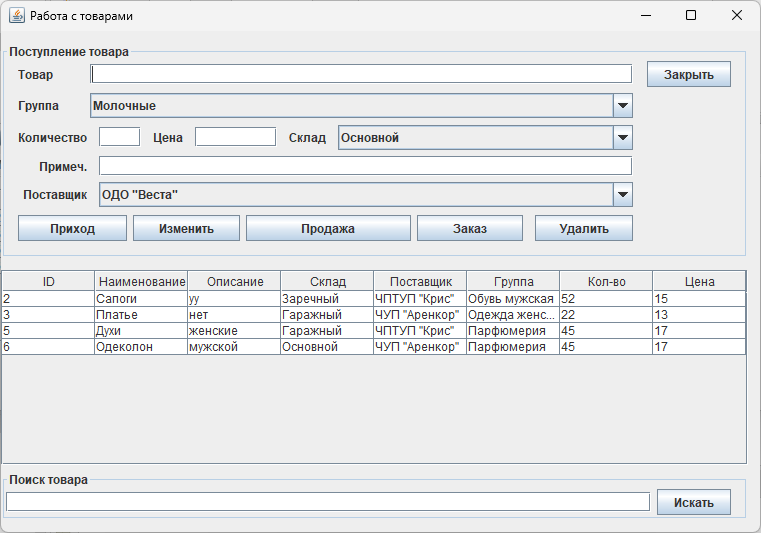 Работа с товарами
Поступление товара
Товар
Закрыть
Группа Молочные
Количество Цена Склад Основной
Примеч.
Поставщик ОДО "Веста"
Приход Изменить Продажа Заказ Удалить
ID Наименование Описание Склад Поставщик Группа Кол-во Цена
2 Сапоги уу Заречный ЧПТУП "Крис" Обувь мужская 52 15
3 Платье нет Гаражный ЧУП "Аренкор" Одежда женс... 22 13
5 Духи женские Гаражный ЧПТУП "Крис" Парфюмерия 45 17
6 Одеколон мужской Основной ЧУП "Аренкор" Парфюмерия 45 17
Поиск товара
Искать